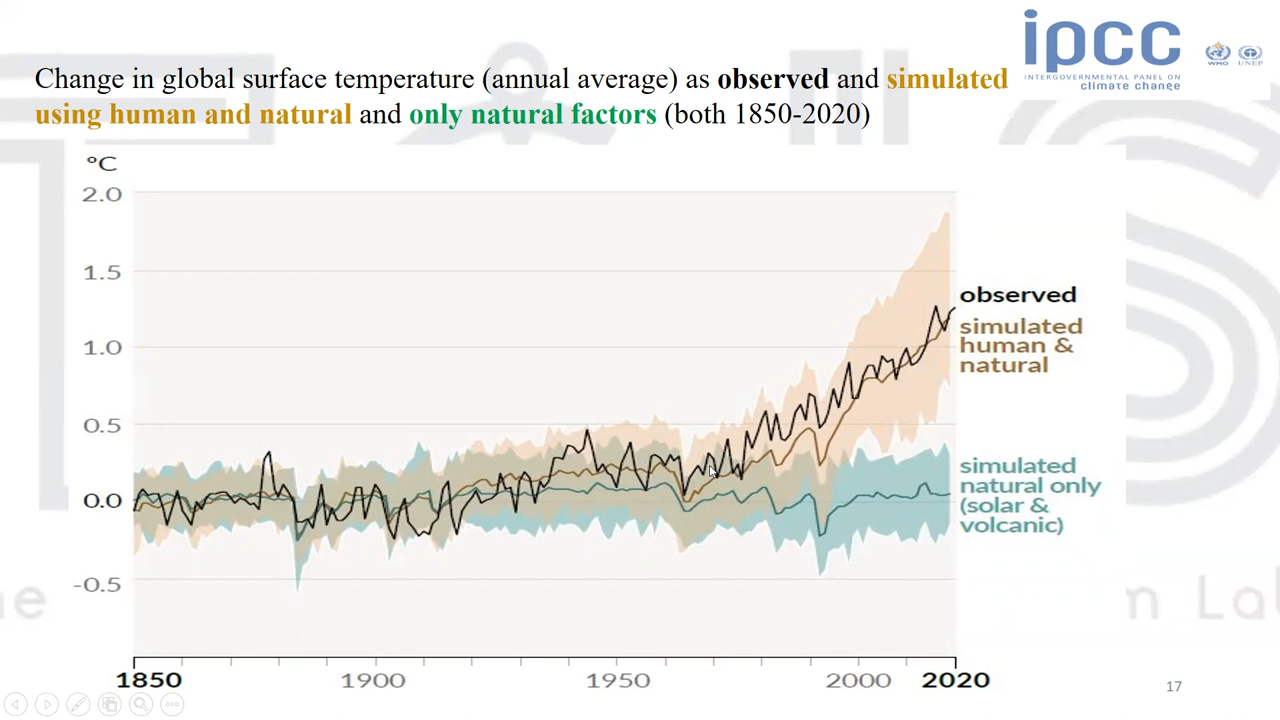 ipcc
INTERGOVERNMENTAL PANEL ON
climate change
WMO
UNEP
Change in global surface temperature (annual average) as observed and simulated
using human and natural and only natural factors (both 1850-2020)
°C
2.0
1.5
1.0
0.5
0.0
-0.5
observed
simulated
human &
natural
simulated
natural only
(solar &
volcanic)
1850
1900
1950
2000
2020
17